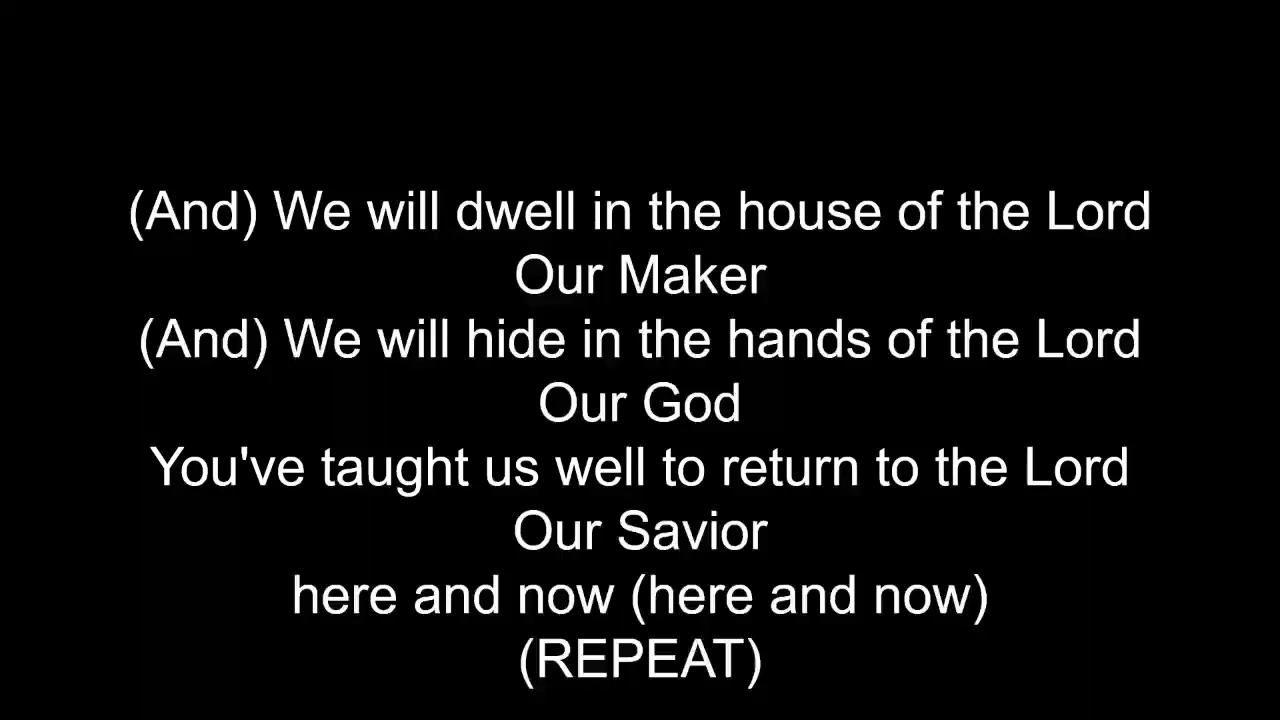 (And) We will dwell in the house of the Lord
Our Maker
(And) We will hide in the hands of the Lord
Our God
You've taught us well to return to the Lord
Our Savior
here and now (here and now)
(REPEAT)